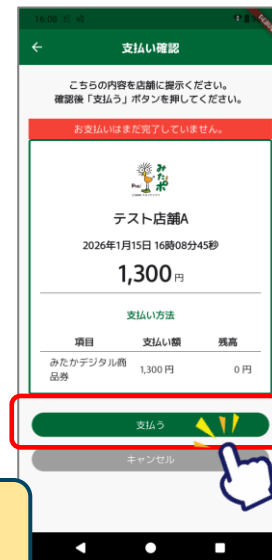 16:08
支払い確認
こちらの内容を店舗に提示ください。
確認後「支払う」ボタンを押してください。
お支払いはまだ完了していません。
みたポ
テスト店舗A
2026年1月15日 16時08分45秒
1,300円
支払い方法
項目 支払い額 残高
みたかデジタル商
品券 1,300円 0円
支払う
キャンセル